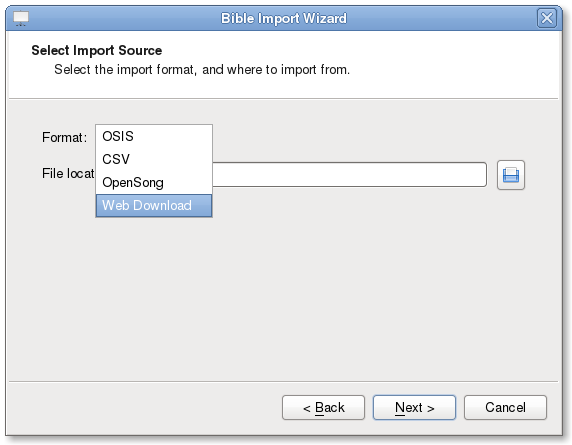 Bible Import Wizard
Select Import Source
Select the import format, and where to import from.
Format:
OSIS
CSV
OpenSong
Web Download
File locat
< Back
Next >
Cancel